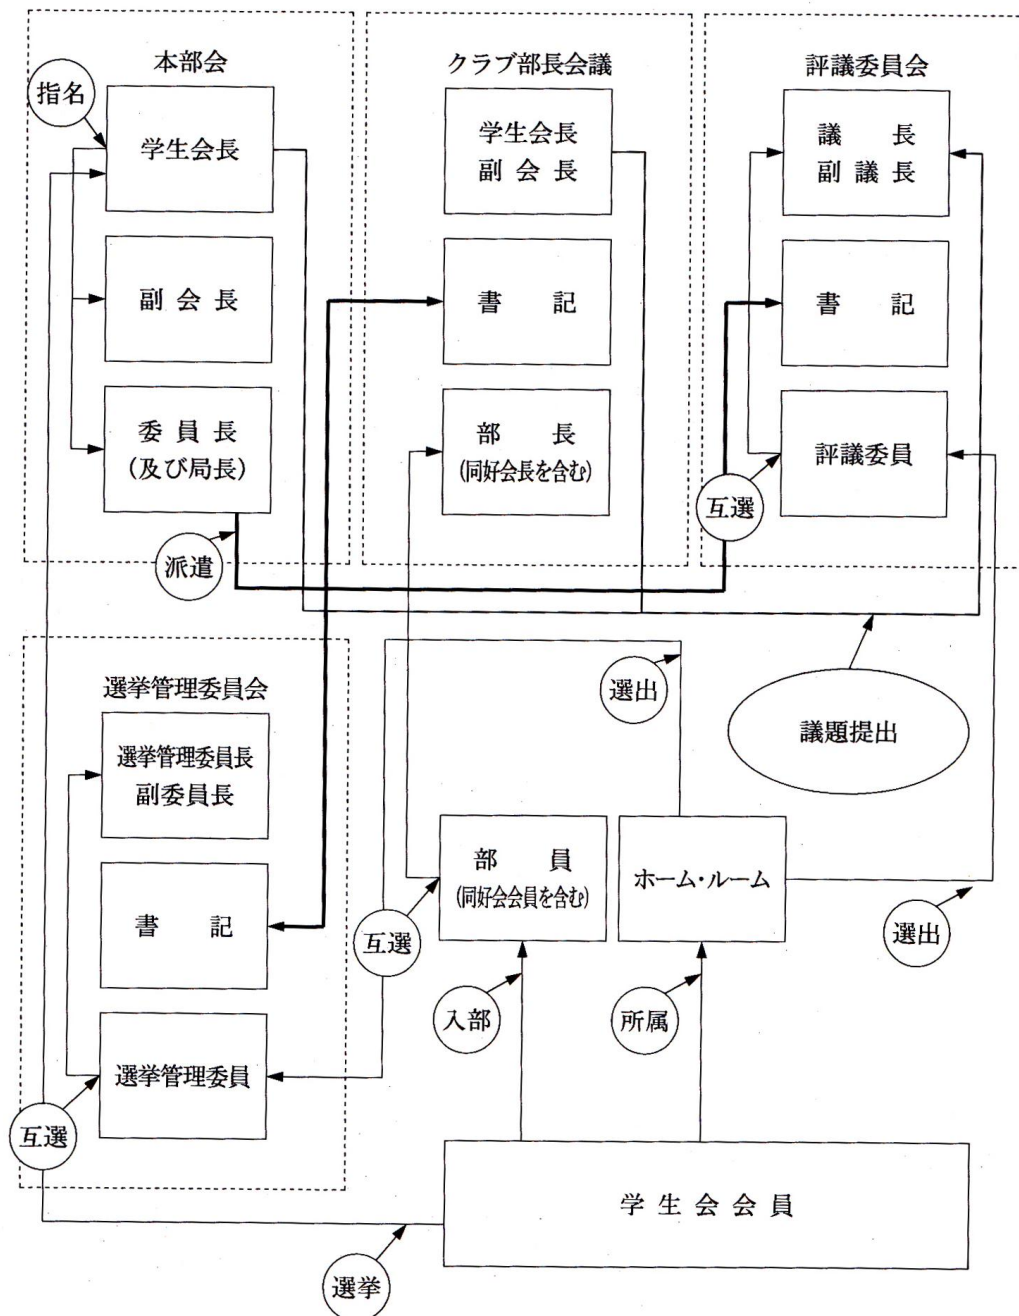 本部会
指名
学生会長
副会長
委員長
(及び局長)
派遣
クラブ部長会議
学生会長
副会長
書記
部長
(同好会長を含む)
評議委員会
議長
副議長
書記
評議委員
互選
選挙管理委員会
選挙管理委員長
副委員長
書記
選挙管理委員
互選
選出
議題提出
部員
(同好会会員を含む)
互選
ホーム・ルーム
選出
入部
所属
学生会会員
選挙